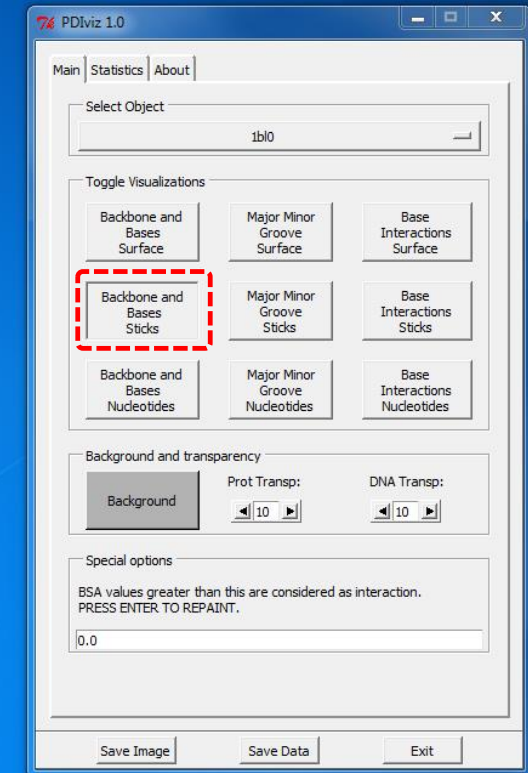 PDIviz 1.0
Main Statistics About
Select Object
1bl0
Toggle Visualizations
Backbone and
Bases
Surface
Major Minor
Groove
Surface
Base
Interactions
Surface
Backbone and
Bases
Sticks
Major Minor
Groove
Sticks
Base
Interactions
Sticks
Backbone and
Bases
Nucleotides
Major Minor
Groove
Nucleotides
Base
Interactions
Nucleotides
Background and transparency
Background
Prot Transp:
10
DNA Transp:
10
Special options
BSA values greater than this are considered as interaction.
PRESS ENTER TO REPAINT.
0.0
Save Image Save Data Exit